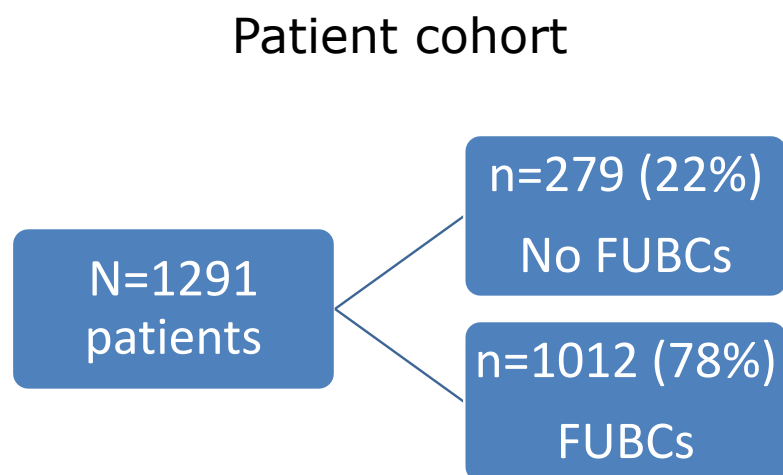 Patient cohort
N=1291
patients
n=279 (22%)
No FUBCs
n=1012 (78%)
FUBCs